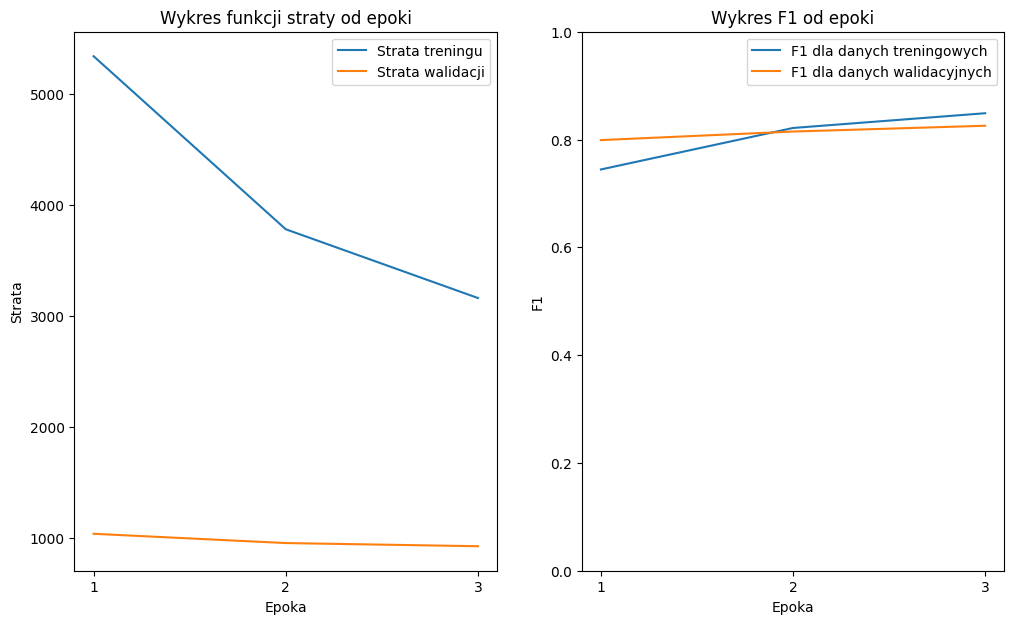 Wykres funkcji straty od epoki
Strata treningu
Strata walidacji
5000
4000
3000
2000
1000
Strata
1
2
3
Epoka
Wykres F1 od epoki
F1 dla danych treningowych
F1 dla danych walidacyjnych
1.0
0.8
0.6
0.4
0.2
0.0
F1
1
2
3
Epoka